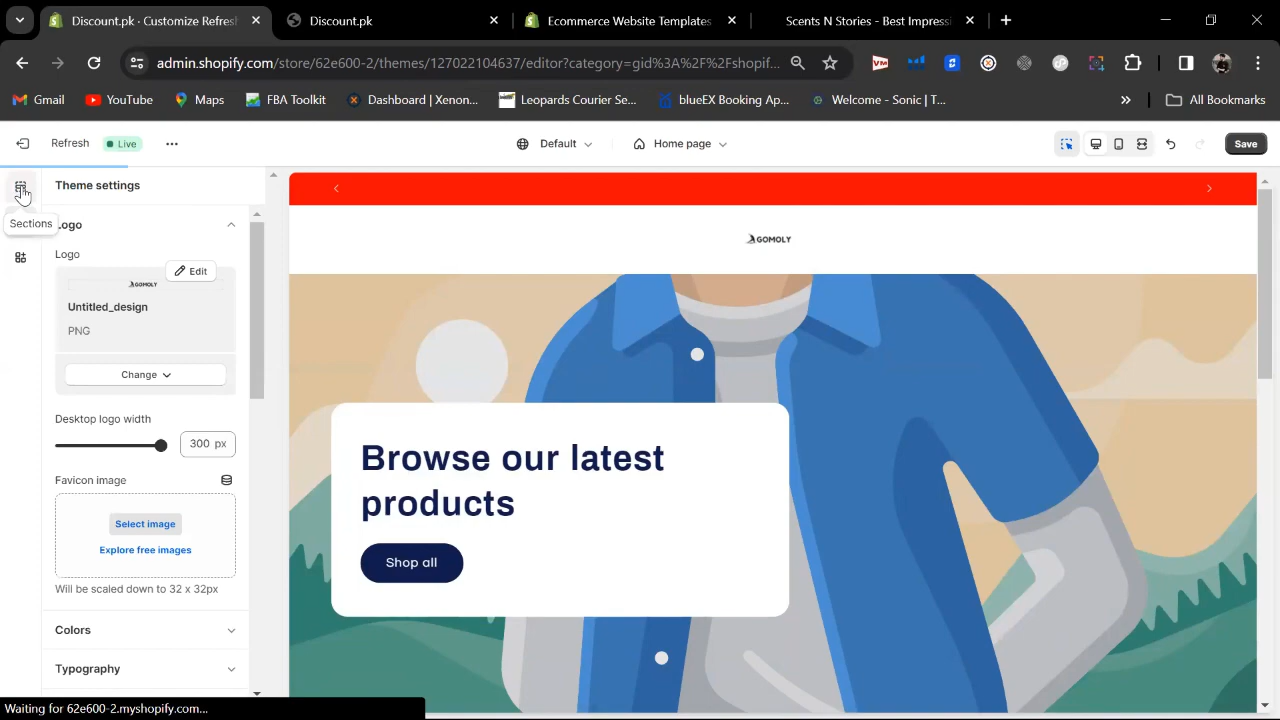 Discount.pk · Customize Refresh
Discount.pk
Ecommerce Website Templates
Scents N Stories - Best Impressi
admin.shopify.com/store/62e600-2/themes/127022104637/editor?category=gid%3A%2F%2Fshopif...
Gmail
YouTube
Maps
FBA Toolkit
Dashboard | Xenon...
Leopards Courier Se...
blueEX Booking Ap...
Welcome - Sonic | T...
All Bookmarks
Refresh
Live
Default
Home page
Save
Theme settings
Sections
Logo
Logo
Edit
GOMOLY
Untitled_design
PNG
Change
Desktop logo width
300 px
Favicon image
Select image
Explore free images
Will be scaled down to 32 x 32px
Colors
Typography
GOMOLY
Browse our latest
products
Shop all
Waiting for 62e600-2.myshopify.com...